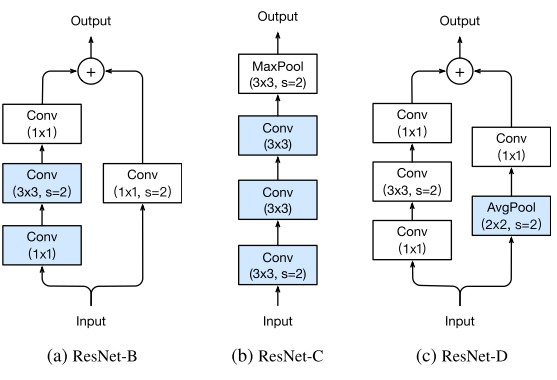 Output
+
Conv
(1x1)
Conv
(3x3, s=2)
Conv
(1x1)
Conv
(1x1, s=2)
Input
(a) ResNet-B
Output
MaxPool
(3x3, s=2)
Conv
(3x3)
Conv
(3x3)
Conv
(3x3, s=2)
Input
(b) ResNet-C
Output
+
Conv
(1x1)
Conv
(3x3, s=2)
Conv
(1x1)
Conv
(1x1)
AvgPool
(2x2, s=2)
Input
(c) ResNet-D